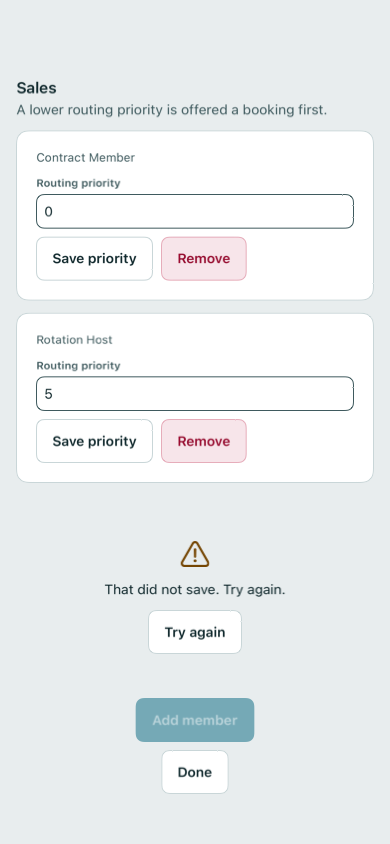 Sales
A lower routing priority is offered a booking first.
Contract Member
Routing priority
0
Save priority
Remove
Rotation Host
Routing priority
5
Save priority
Remove
That did not save. Try again.
Try again
Add member
Done